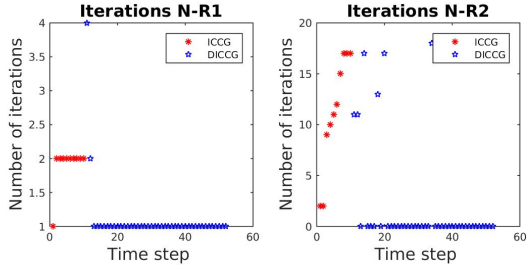 Iterations N-R1
Number of iterations
4
3.5
3
2.5
2
1.5
1
0
20
40
60
Time step
ICCG
DICCG
Iterations N-R2
Number of iterations
20
15
10
5
0
0
20
40
60
Time step
ICCG
DICCG